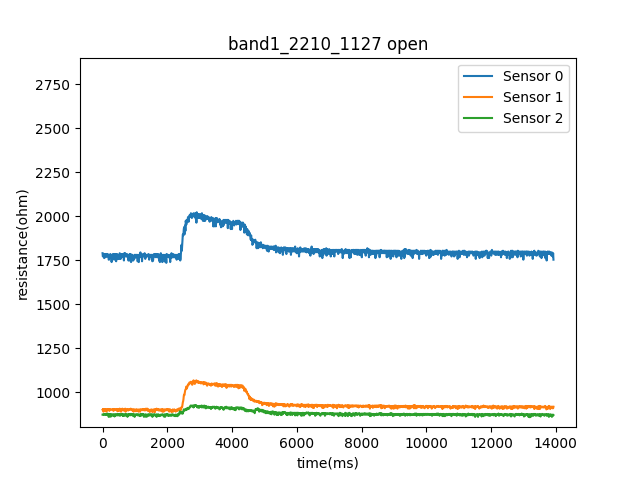 band1_2210_1127 open
Sensor 0
Sensor 1
Sensor 2
resistance(ohm)
2750
2500
2250
2000
1750
1500
1250
1000
0 2000 4000 6000 8000 10000 12000 14000
time(ms)